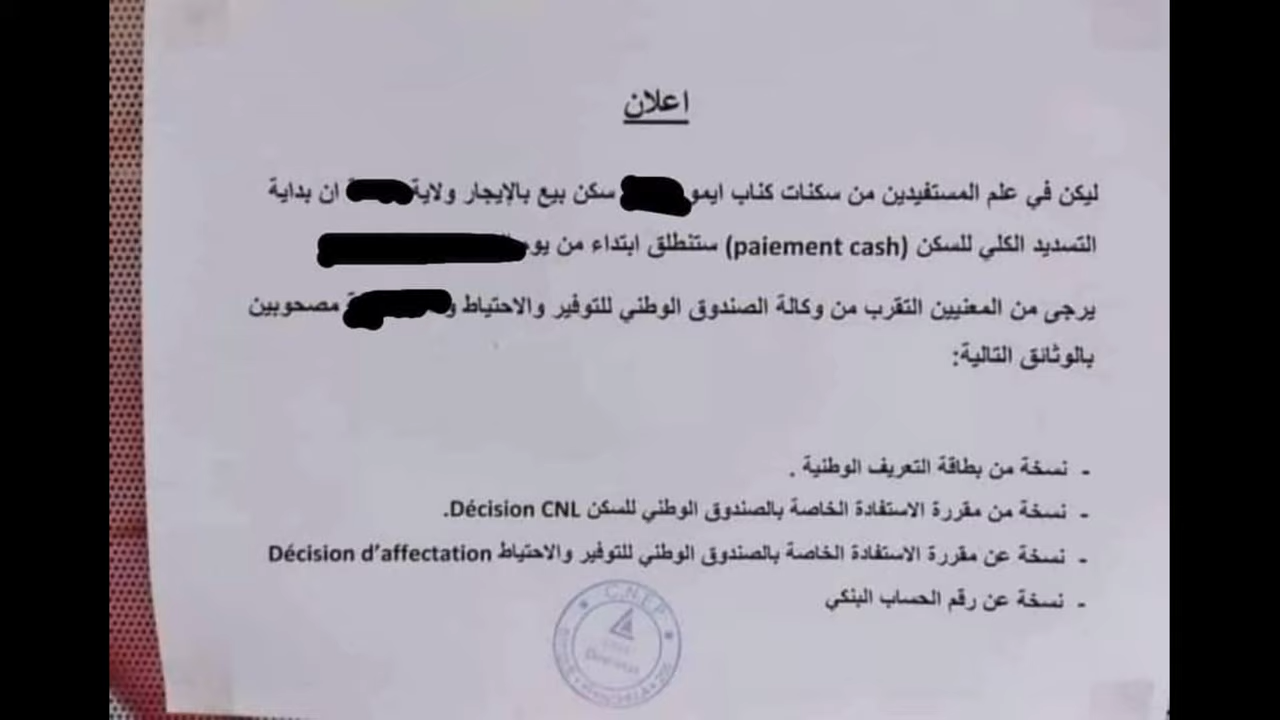 اعلان
ليكن في علم المستفيدين من سكنات كناب ايمو سكن بيع بالإيجار ولاية ان بداية
التسديد الكلي للسكن (paiement cash) ستنطلق ابتداء من
يرجى من المعنيين التقرب من وكالة الصندوق الوطني للتوفير والاحتياط مصحوبين
بالوثائق التالية:
- نسخة من بطاقة التعريف الوطنية .
- نسخة من مقررة الاستفادة الخاصة بالصندوق الوطني للسكن Décision CNL.
- نسخة عن مقررة الاستفادة الخاصة بالصندوق الوطني للتوفير والاحتياط Décision d'affectation
- نسخة عن رقم الحساب البنكي
C.N.E.P